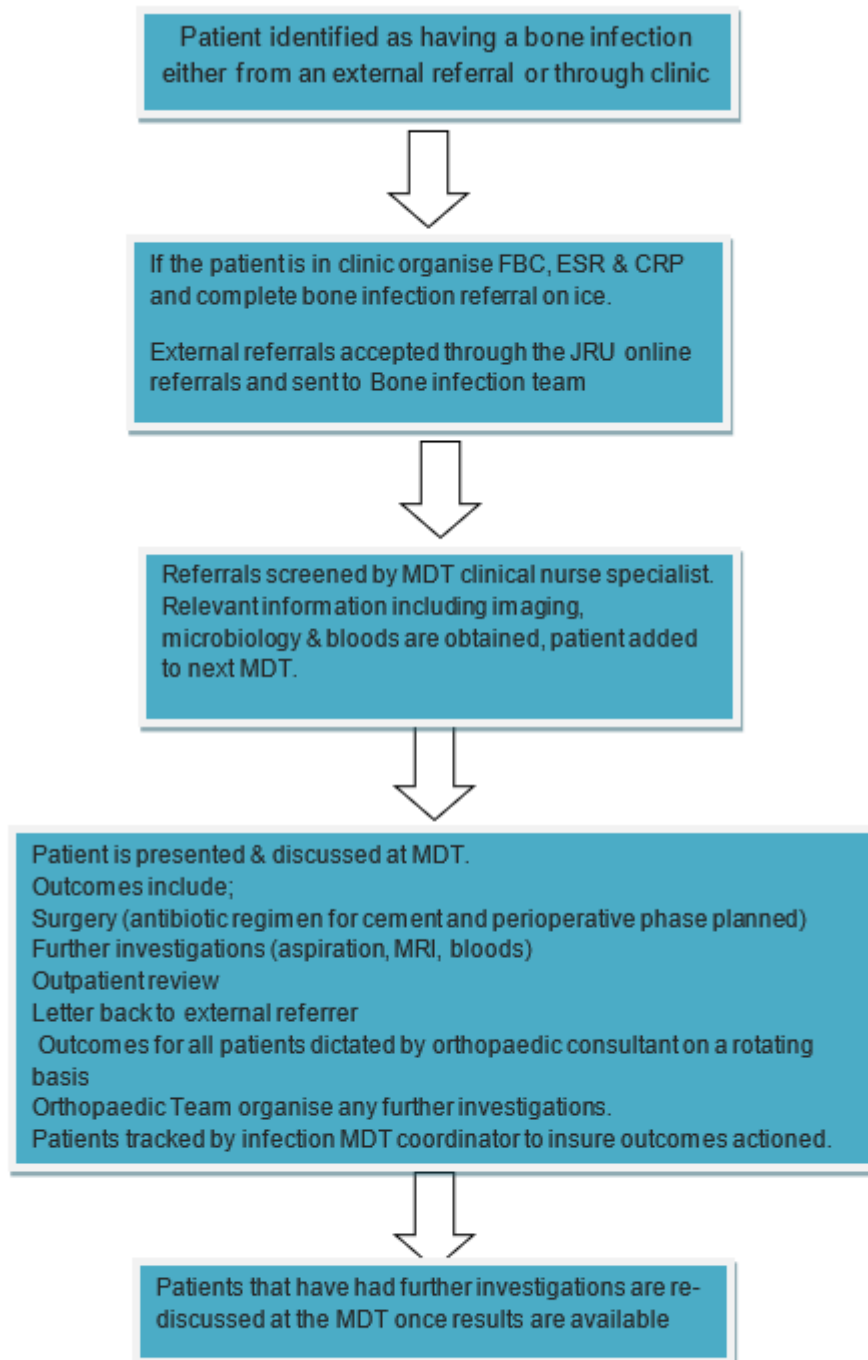 Patient identified as having a bone infection
either from an external referral or through clinic
If the patient is in clinic organise FBC, ESR & CRP
and complete bone infection referral on ice.
External referrals accepted through the JRU online
referrals and sent to Bone infection team
Referrals screened by MDT clinical nurse specialist.
Relevant information including imaging,
microbiology & bloods are obtained, patient added
to next MDT.
Patient is presented & discussed at MDT.
Outcomes include;
Surgery (antibiotic regimen for cement and perioperative phase planned)
Further investigations (aspiration, MRI, bloods)
Outpatient review
Letter back to external referrer
Outcomes for all patients dictated by orthopaedic consultant on a rotating
basis
Orthopaedic Team organise any further investigations.
Patients tracked by infection MDT coordinator to insure outcomes actioned.
Patients that have had further investigations are re-
discussed at the MDT once results are available